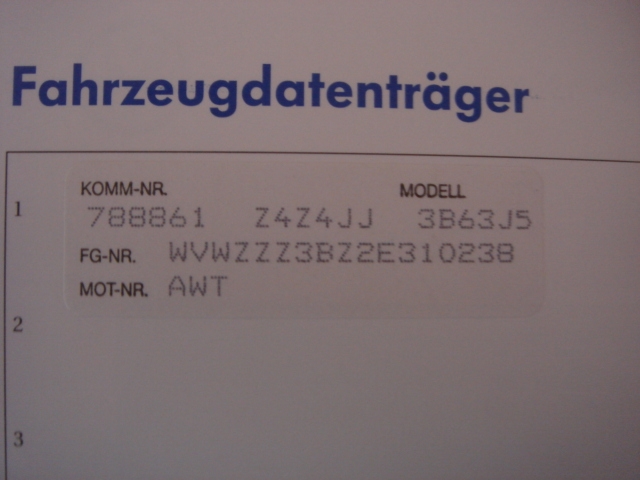 Fahrzeugdatenträger
KOMM-NR. MODELL
1 788861 Z4Z4JJ 3B63J5
FG-NR. WVWZZZ3BZ2E310238
MOT-NR. AWT
2
3